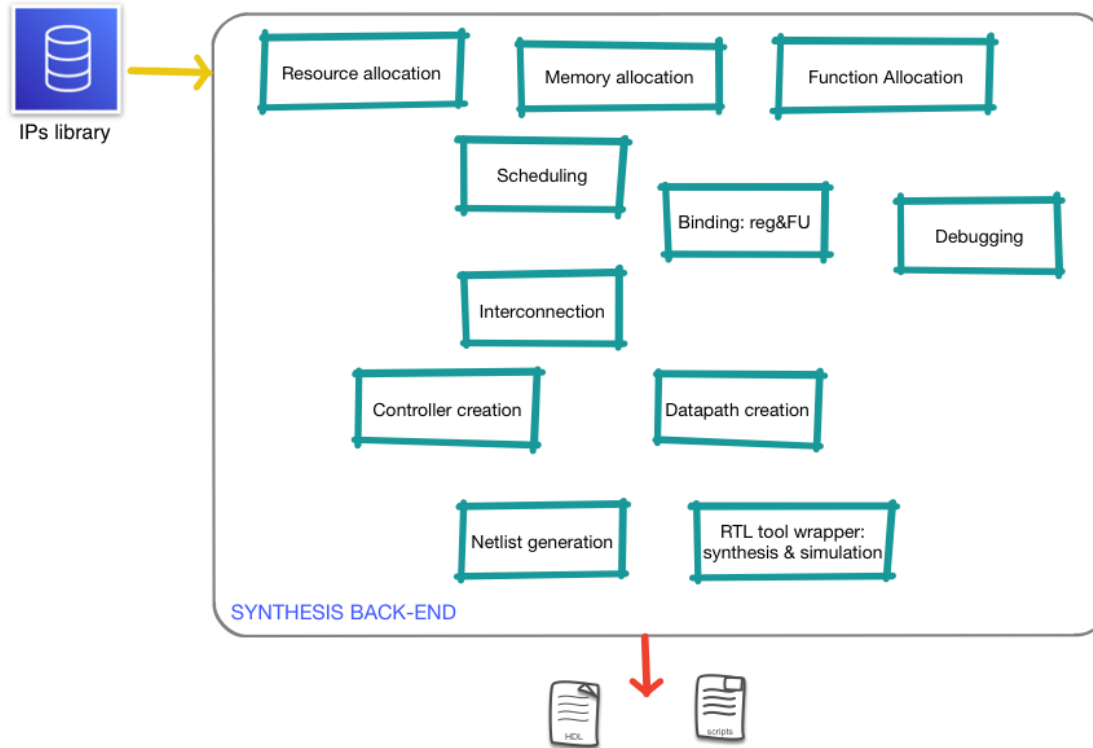 IPs library
Resource allocation
Memory allocation
Function Allocation
Scheduling
Binding: reg&FU
Debugging
Interconnection
Controller creation
Datapath creation
Netlist generation
RTL tool wrapper:
synthesis & simulation
SYNTHESIS BACK-END
HDL
scripts